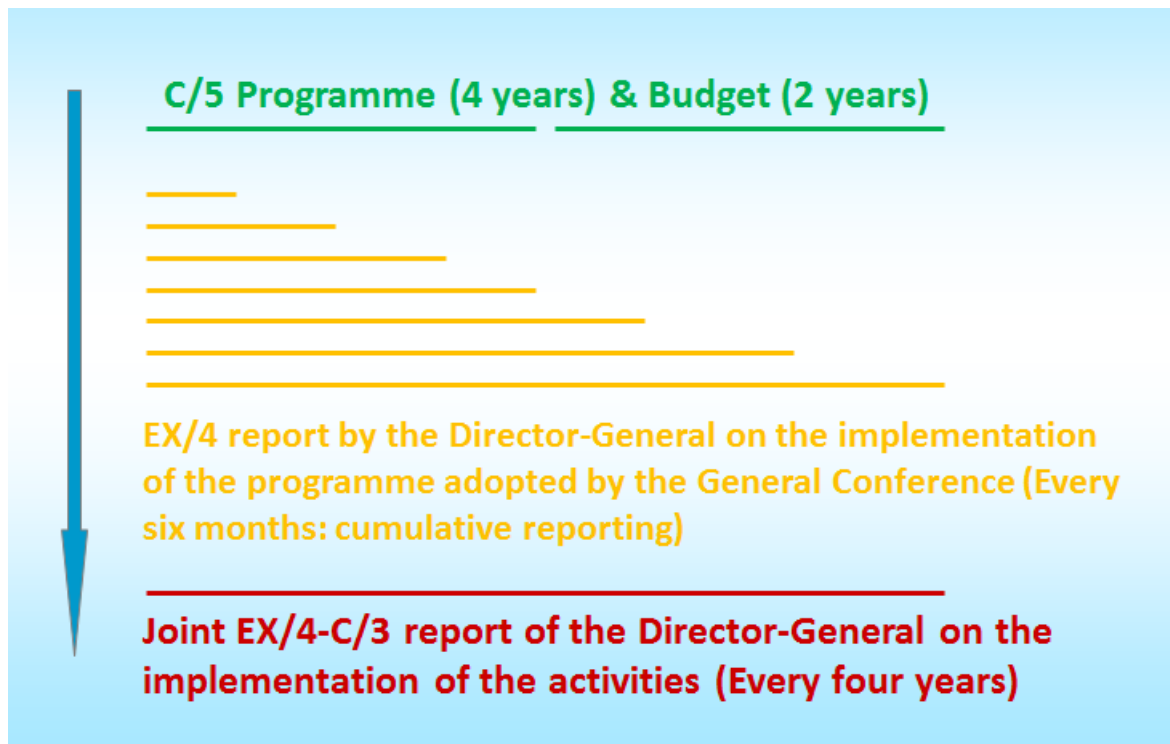 C/5 Programme (4 years) & Budget (2 years)
EX/4 report by the Director-General on the implementation
of the programme adopted by the General Conference (Every
six months: cumulative reporting)
Joint EX/4-C/3 report of the Director-General on the
implementation of the activities (Every four years)